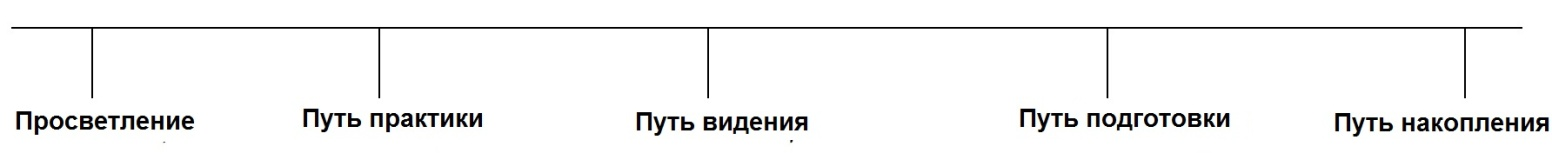 Просветление
Путь практики
Путь видения
Путь подготовки
Путь накопления